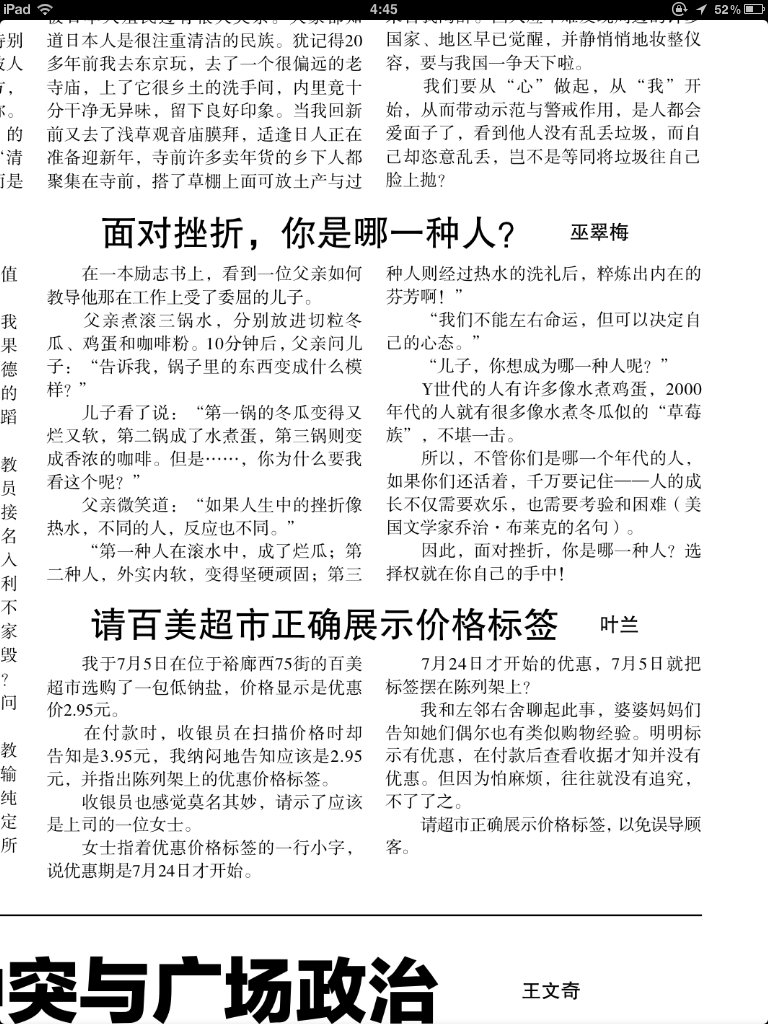 iPad 4:45 52%
特别
的
“清
而是
值
我
果
德
的
蹈
教
员
接
名
入
利
不
家
毁
?
问
教
输
纯
定
所
道日本人是很注重清洁的民族。犹记得20
多年前我去东京玩，去了一个很偏远的老
寺庙，上了它很乡土的洗手间，内里竟十
分干净无异味，留下良好印象。当我回新
前又去了浅草观音庙膜拜，适逢日人正在
准备迎新年，寺前许多卖年货的乡下人都
聚集在寺前，搭了草棚上面可放土产与过
国家、地区早已觉醒，并静悄悄地妆整仪
容，要与我国一争天下啦。
我们要从“心”做起，从“我”开
始，从而带动示范与警戒作用，是人都会
爱面子了，看到他人没有乱丢垃圾，而自
己却恣意乱丢，岂不是等同将垃圾往自己
脸上抛？
面对挫折，你是哪一种人？ 巫翠梅
在一本励志书上，看到一位父亲如何
教导他那在工作上受了委屈的儿子。
父亲煮滚三锅水，分别放进切粒冬
瓜、鸡蛋和咖啡粉。10分钟后，父亲问儿
子：“告诉我，锅子里的东西变成什么模
样？”
儿子看了说：“第一锅的冬瓜变得又
烂又软，第二锅成了水煮蛋，第三锅则变
成香浓的咖啡。但是……，你为什么要我
看这个呢？”
父亲微笑道：“如果人生中的挫折像
热水，不同的人，反应也不同。”
“第一种人在滚水中，成了烂瓜；第
二种人，外实内软，变得坚硬顽固；第三
种人则经过热水的洗礼后，粹炼出内在的
芬芳啊！”
“我们不能左右命运，但可以决定自
己的心态。”
“儿子，你想成为哪一种人呢？”
Y世代的人有许多像水煮鸡蛋，2000
年代的人就有很多像水煮冬瓜似的“草莓
族”，不堪一击。
所以，不管你们是哪一个年代的人，
如果你们还活着，千万要记住——人的成
长不仅需要欢乐，也需要考验和困难（美
国文学家乔治·布莱克的名句）。
因此，面对挫折，你是哪一种人？选
择权就在你自己的手中！
请百美超市正确展示价格标签 叶兰
我于7月5日在位于裕廊西75街的百美
超市选购了一包低钠盐，价格显示是优惠
价2.95元。
在付款时，收银员在扫描价格时却
告知是3.95元，我纳闷地告知应该是2.95
元，并指出陈列架上的优惠价格标签。
收银员也感觉莫名其妙，请示了应该
是上司的一位女士。
女士指着优惠价格标签的一行小字，
说优惠期是7月24日才开始。
7月24日才开始的优惠，7月5日就把
标签摆在陈列架上？
我和左邻右舍聊起此事，婆婆妈妈们
告知她们偶尔也有类似购物经验。明明标
示有优惠，在付款后查看收据才知并没有
优惠。但因为怕麻烦，往往就没有追究，
不了了之。
请超市正确展示价格标签，以免误导顾
客。
突与广场政治 王文奇